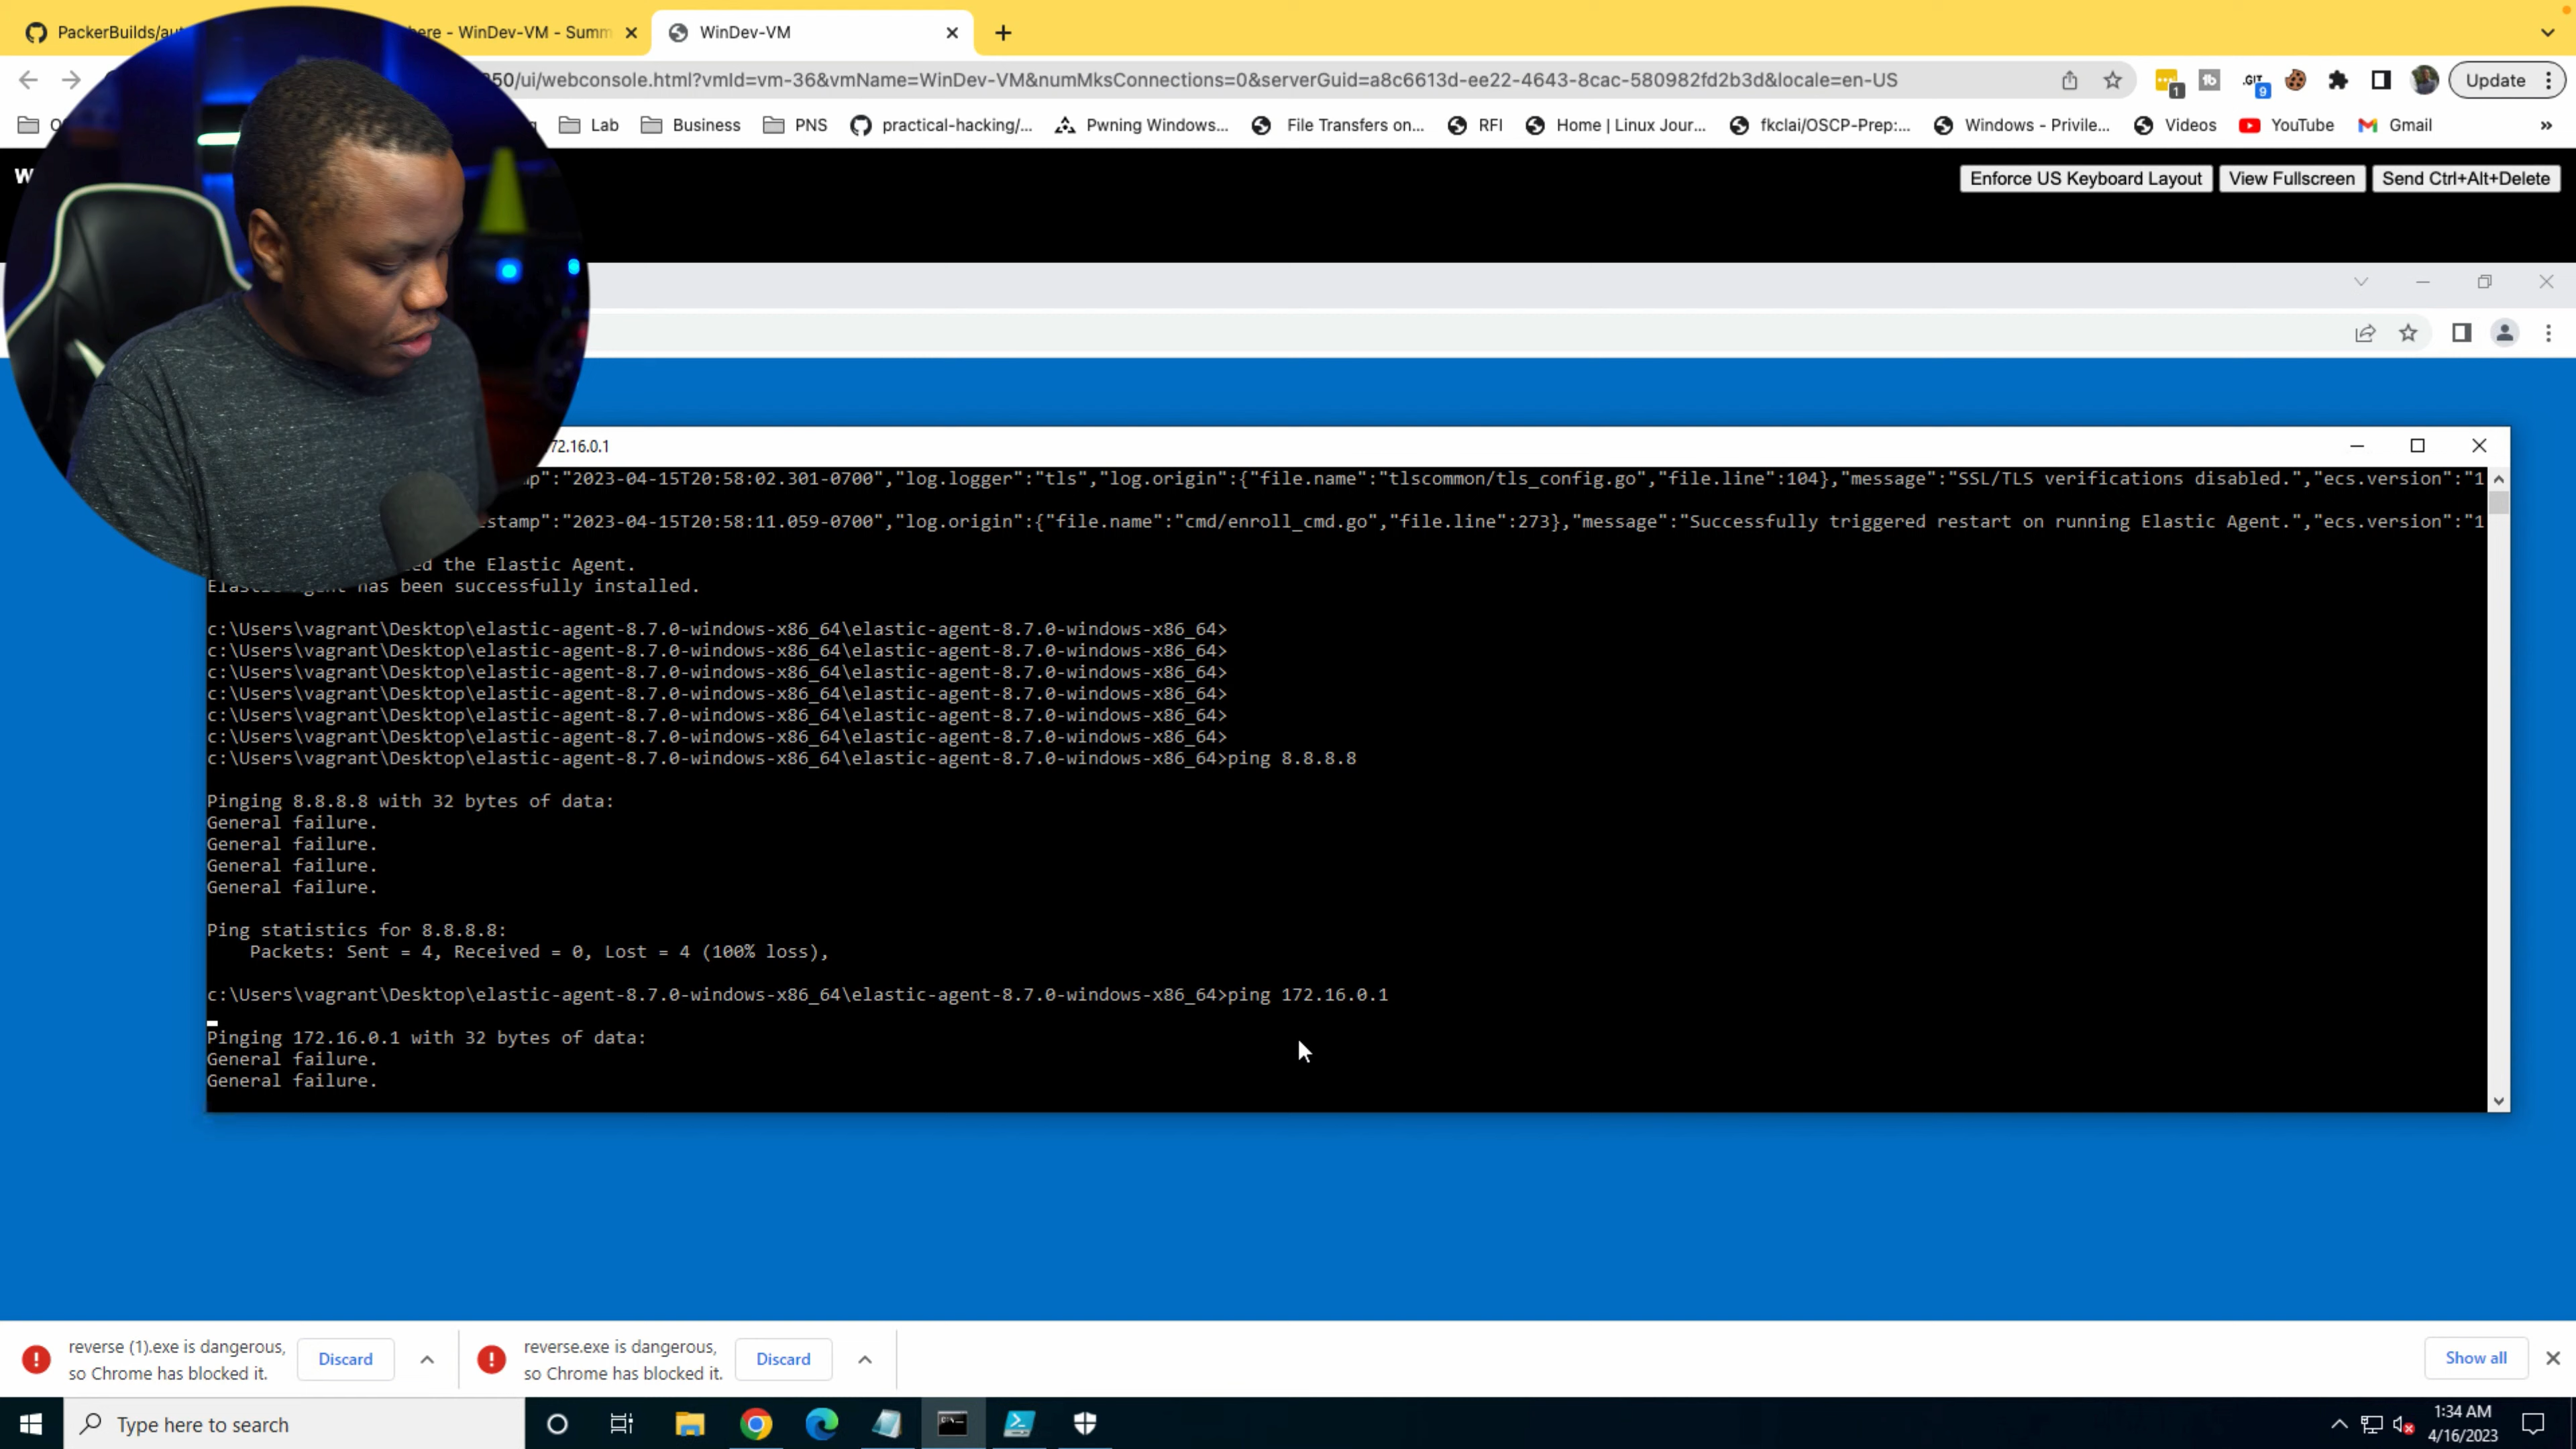 PackerBuilds/au
here - WinDev-VM - Summ
WinDev-VM
50/ui/webconsole.html?vmId=vm-36&vmName=WinDev-VM&numMksConnections=0&serverGuid=a8c6613d-ee22-4643-8cac-580982fd2b3d&locale=en-US
1
.GIT
9
Update
Lab
Business
PNS
practical-hacking/...
Pwning Windows...
File Transfers on...
RFI
Home | Linux Jour...
fkclai/OSCP-Prep:...
Windows - Privile...
Videos
YouTube
Gmail
»
W
Enforce US Keyboard Layout
View Fullscreen
Send Ctrl+Alt+Delete
72.16.0.1
":"2023-04-15T20:58:02.301-0700","log.logger":"tls","log.origin":{"file.name":"tlscommon/tls_config.go","file.line":104},"message":"SSL/TLS verifications disabled.","ecs.version":"1
estamp":"2023-04-15T20:58:11.059-0700","log.origin":{"file.name":"cmd/enroll_cmd.go","file.line":273},"message":"Successfully triggered restart on running Elastic Agent.","ecs.version":"1
ed the Elastic Agent.
Elastic Agent has been successfully installed.
c:\Users\vagrant\Desktop\elastic-agent-8.7.0-windows-x86_64\elastic-agent-8.7.0-windows-x86_64>
c:\Users\vagrant\Desktop\elastic-agent-8.7.0-windows-x86_64\elastic-agent-8.7.0-windows-x86_64>
c:\Users\vagrant\Desktop\elastic-agent-8.7.0-windows-x86_64\elastic-agent-8.7.0-windows-x86_64>
c:\Users\vagrant\Desktop\elastic-agent-8.7.0-windows-x86_64\elastic-agent-8.7.0-windows-x86_64>
c:\Users\vagrant\Desktop\elastic-agent-8.7.0-windows-x86_64\elastic-agent-8.7.0-windows-x86_64>
c:\Users\vagrant\Desktop\elastic-agent-8.7.0-windows-x86_64\elastic-agent-8.7.0-windows-x86_64>
c:\Users\vagrant\Desktop\elastic-agent-8.7.0-windows-x86_64\elastic-agent-8.7.0-windows-x86_64>ping 8.8.8.8
Pinging 8.8.8.8 with 32 bytes of data:
General failure.
General failure.
General failure.
General failure.
Ping statistics for 8.8.8.8:
Packets: Sent = 4, Received = 0, Lost = 4 (100% loss),
c:\Users\vagrant\Desktop\elastic-agent-8.7.0-windows-x86_64\elastic-agent-8.7.0-windows-x86_64>ping 172.16.0.1
Pinging 172.16.0.1 with 32 bytes of data:
General failure.
General failure.
reverse (1).exe is dangerous,
so Chrome has blocked it.
Discard
reverse.exe is dangerous,
so Chrome has blocked it.
Discard
Show all
Type here to search
1:34 AM
4/16/2023